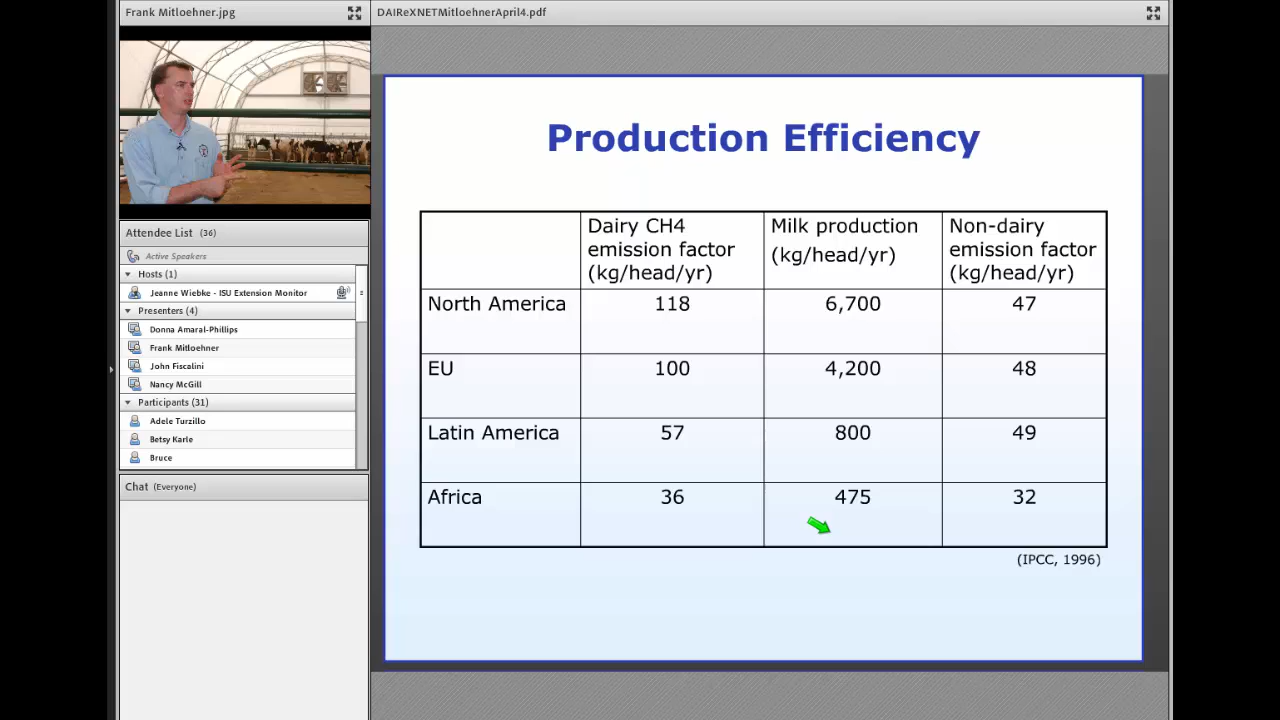 Frank Mitloehner.jpg
Attendee List (36)
Active Speakers
Hosts (1)
Jeanne Wiebke - ISU Extension Monitor
Presenters (4)
Donna Amaral-Phillips
Frank Mitloehner
John Fiscalini
Nancy McGill
Participants (31)
Adele Turzillo
Betsy Karle
Bruce
Chat (Everyone)
DAIReXNETMitloehnerApril4.pdf
Production Efficiency
Dairy CH4
emission factor
(kg/head/yr)
Milk production
(kg/head/yr)
Non-dairy
emission factor
(kg/head/yr)
North America 118 6,700 47
EU 100 4,200 48
Latin America 57 800 49
Africa 36 475 32
(IPCC, 1996)